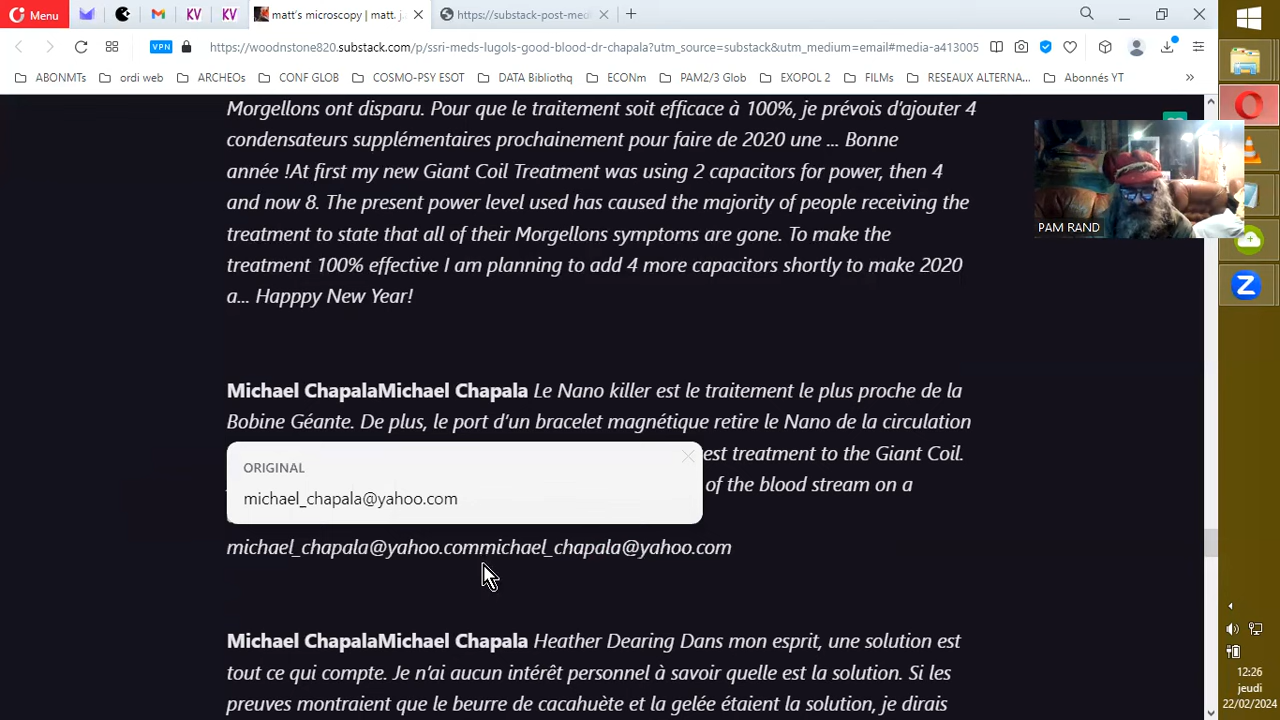 Menu
KV
KV
matt's microscopy | matt. j
https://substack-post-med
VPN
https://woodnstone820.substack.com/p/ssri-meds-lugols-good-blood-dr-chapala?utm_source=substack&utm_medium=email#media-a413005
ABONMTs
ordi web
ARCHEOs
CONF GLOB
COSMO-PSY ESOT
DATA Biblipthq
ECONm
PAM2/3 Glob
EXOPOL 2
FILMs
RESEAUX ALTERNA...
Abonnés YT
»
Morgellons ont disparu. Pour que le traitement soit efficace à 100%, je prévois d'ajouter 4
condensateurs supplémentaires prochainement pour faire de 2020 une ... Bonne
année !At first my new Giant Coil Treatment was using 2 capacitors for power, then 4
and now 8. The present power level used has caused the majority of people receiving the
treatment to state that all of their Morgellons symptoms are gone. To make the
treatment 100% effective I am planning to add 4 more capacitors shortly to make 2020
a... Happpy New Year!
PAM RAND
Michael ChapalaMichael Chapala Le Nano killer est le traitement le plus proche de la
Bobine Géante. De plus, le port d'un bracelet magnétique retire le Nano de la circulation
est treatment to the Giant Coil.
of the blood stream on a
ORIGINAL
michael_chapala@yahoo.com
michael_chapala@yahoo.commichael_chapala@yahoo.com
Michael ChapalaMichael Chapala Heather Dearing Dans mon esprit, une solution est
tout ce qui compte. Je n'ai aucun intérêt personnel à savoir quelle est la solution. Si les
preuves montraient que le beurre de cacahuète et la gelée étaient la solution, je dirais
12:26
jeudi
22/02/2024